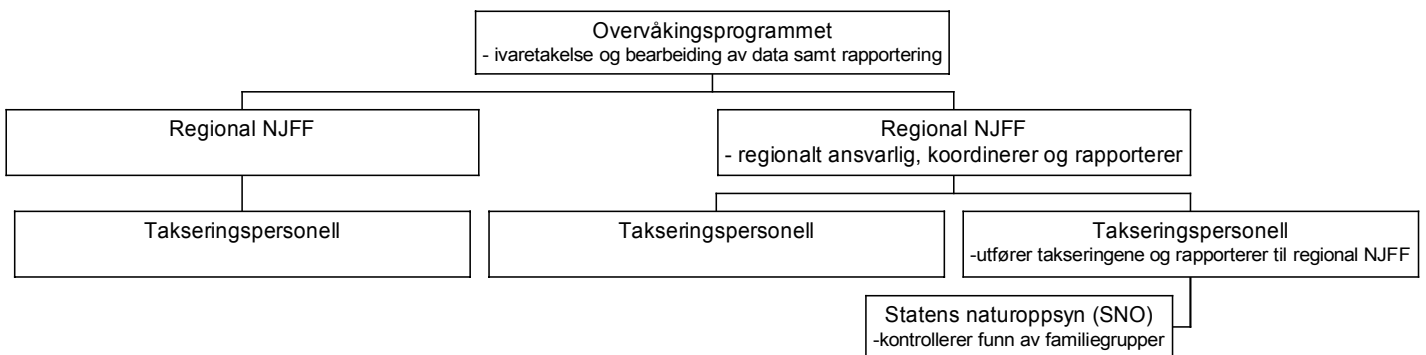 Overvåkingsprogrammet
- ivaretakelse og bearbeiding av data samt rapportering
Regional NJFF
Regional NJFF
- regionalt ansvarlig, koordinerer og rapporterer
Takseringspersonell
Takseringspersonell
Takseringspersonell
-utfører takseringene og rapporterer til regional NJFF
Statens naturoppsyn (SNO)
-kontrollerer funn av familiegrupper